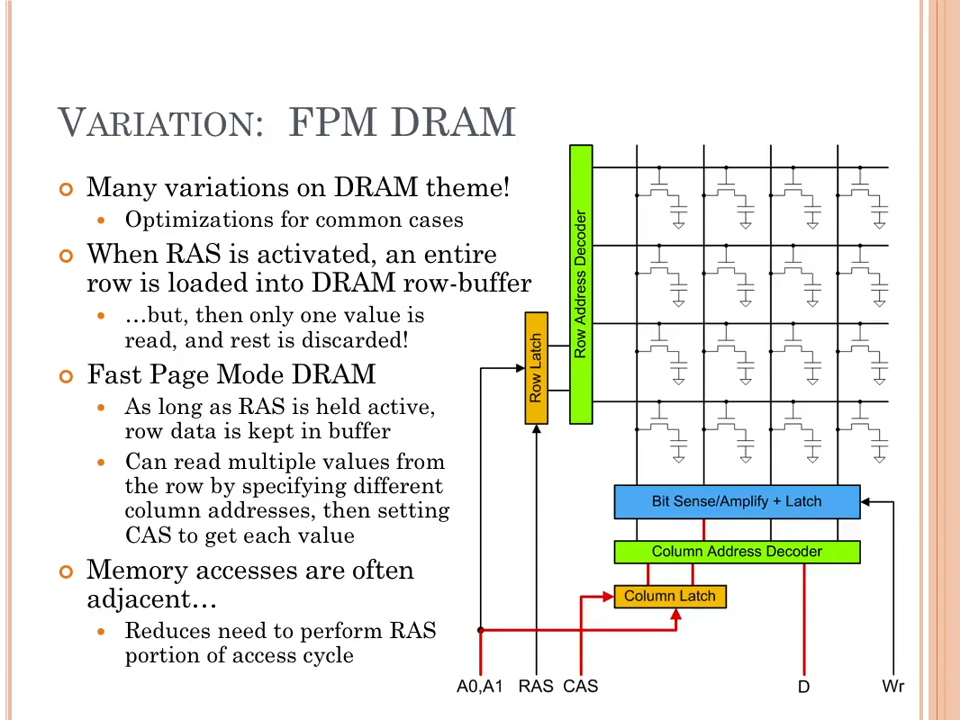 VARIATION: FPM DRAM
Many variations on DRAM theme!
Optimizations for common cases
When RAS is activated, an entire
row is loaded into DRAM row-buffer
…but, then only one value is
read, and rest is discarded!
Fast Page Mode DRAM
As long as RAS is held active,
row data is kept in buffer
Can read multiple values from
the row by specifying different
column addresses, then setting
CAS to get each value
Memory accesses are often
adjacent…
Reduces need to perform RAS
portion of access cycle
Row Address Decoder
Row Latch
Bit Sense/Amplify + Latch
Column Address Decoder
Column Latch
A0,A1 RAS CAS D Wr